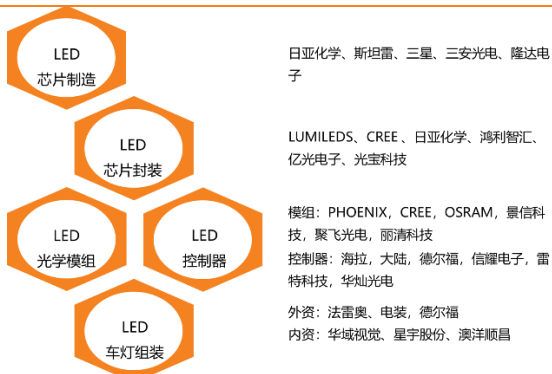 LED
芯片制造
日亚化学、斯坦雷、三星、三安光电、隆达电
子
LED
芯片封装
LUMILEDS、CREE 、日亚化学、鸿利智汇、
亿光电子、光宝科技
LED
光学模组
LED
控制器
模组：PHOENIX，CREE，OSRAM，景信科
技，聚飞光电，丽清科技
控制器：海拉，大陆，德尔福，信耀电子，雷
特科技，华灿光电
LED
车灯组装
外资：法雷奥、电装，德尔福
内资：华域视觉、星宇股份、澳洋顺昌